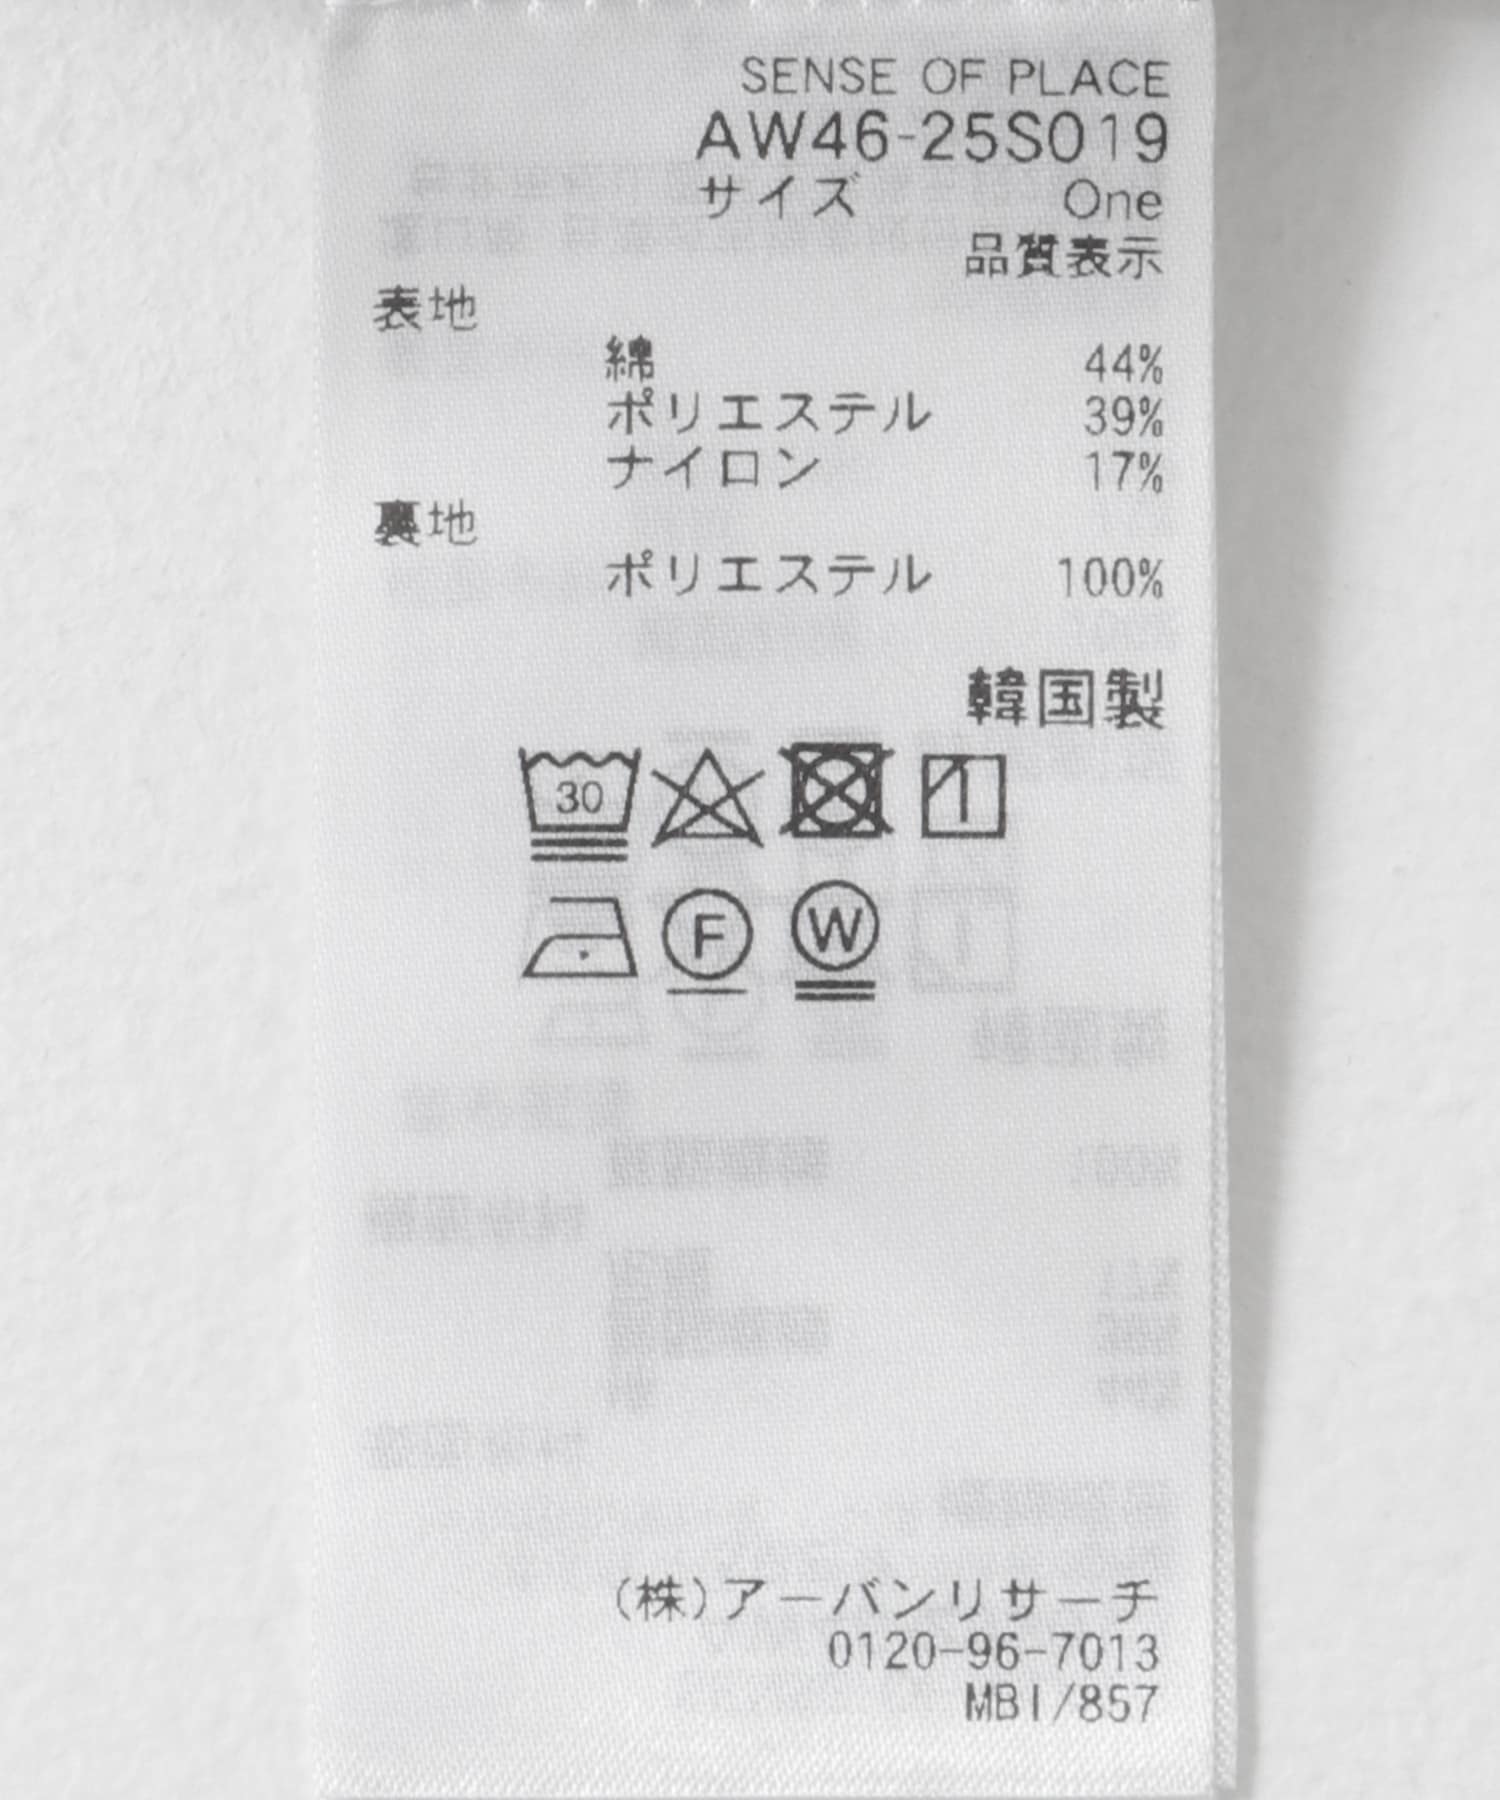 SENSE OF PLACE
AW46-25S019
サイズ One
品質表示
表地
綿 44%
ポリエステル 39%
ナイロン 17%
裏地
ポリエステル 100%
韓国製
30
F W
(株)アーバンリサーチ
0120-96-7013
MBI/857